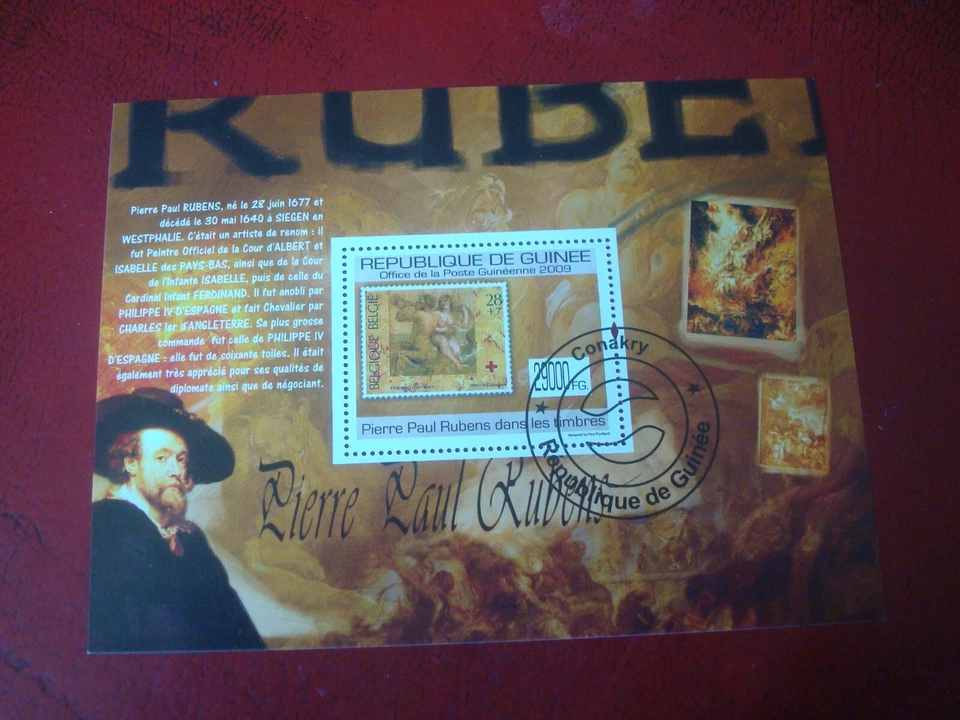 RUBE
Pierre Paul RUBENS, né le 28 juin 1677 et
décédé le 30 mai 1640 à SIEGEN en
WESTPHALIE. C'était un artiste de renom : il
fut Peintre Officiel de la Cour d'ALBERT et
ISABELLE des PAYS-BAS, ainsi que de la Cour
de l'Infante ISABELLE, puis de celle du
Cardinal Infant FERDINAND. Il fut anobli par
PHILIPPE IV D'ESPAGNE et fait Chevalier par
CHARLES Ier d'ANGLETERRE. Sa plus grosse
commande fut celle de PHILIPPE IV
D'ESPAGNE : elle fut de soixante toiles. Il était
également très apprécié pour ses qualités de
diplomate ainsi que de négociant.
REPUBLIQUE DE GUINEE
Office de la Poste Guinéenne 2009
BELGIQUE BELGIË
28
+7
29000 FG.
Pierre Paul Rubens dans les timbres
Conakry
République de Guinée
Pierre Paul Rubens